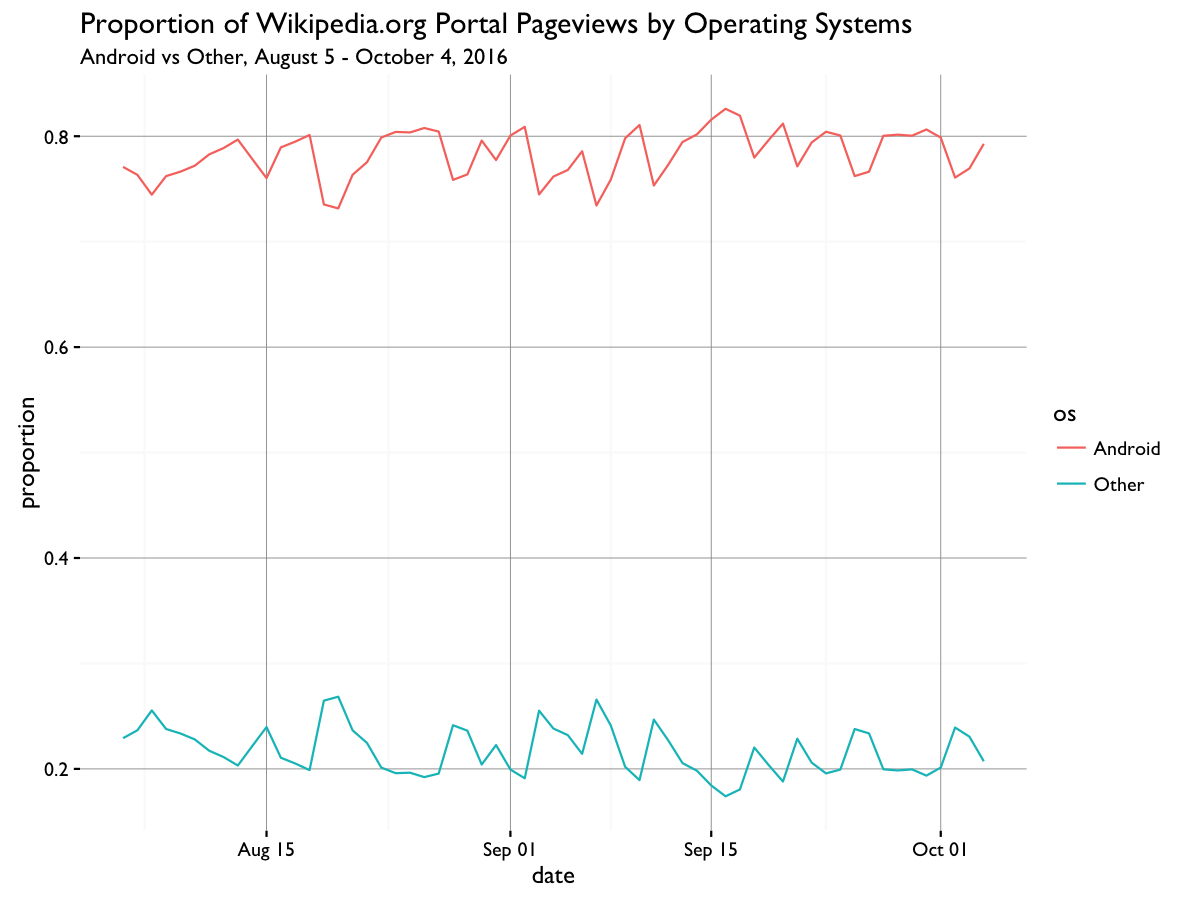 Proportion of Wikipedia.org Portal Pageviews by Operating Systems
Android vs Other, August 5 - October 4, 2016
proportion
0.8
0.6
0.4
0.2
Aug 15
Sep 01
Sep 15
Oct 01
date
os
Android
Other